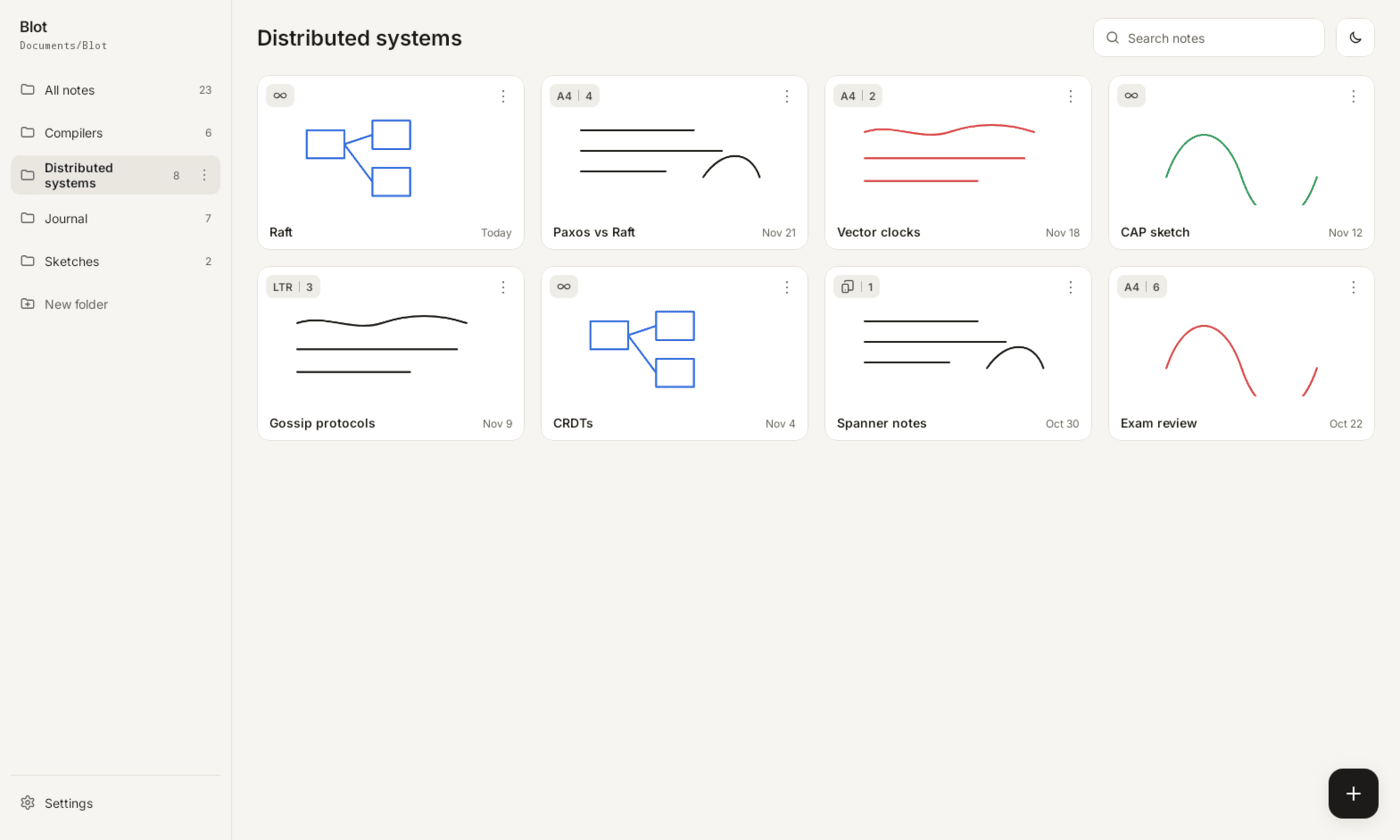 Blot
Documents/Blot
All notes 23
Compilers 6
Distributed
systems 8
Journal 7
Sketches 2
New folder
Settings
Distributed systems
Search notes
∞
Raft Today
A4 | 4
Paxos vs Raft Nov 21
A4 | 2
Vector clocks Nov 18
∞
CAP sketch Nov 12
LTR | 3
Gossip protocols Nov 9
∞
CRDTs Nov 4
1
Spanner notes Oct 30
A4 | 6
Exam review Oct 22